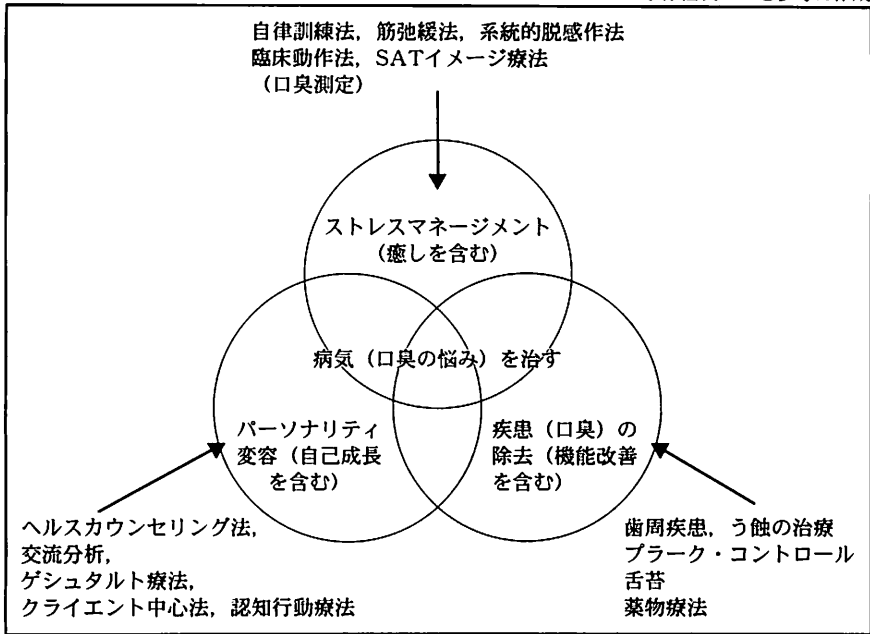 自律訓練法，筋弛緩法，系統的脱感作法
臨床動作法，SATイメージ療法
（口臭測定）
ストレスマネージメント
（癒しを含む）
病気（口臭の悩み）を治す
パーソナリティ
変容（自己成長
を含む）
疾患（口臭）の
除去（機能改善
を含む）
ヘルスカウンセリング法，
交流分析，
ゲシュタルト療法，
クライエント中心法，認知行動療法
歯周疾患，う蝕の治療
プラーク・コントロール
舌苔
薬物療法